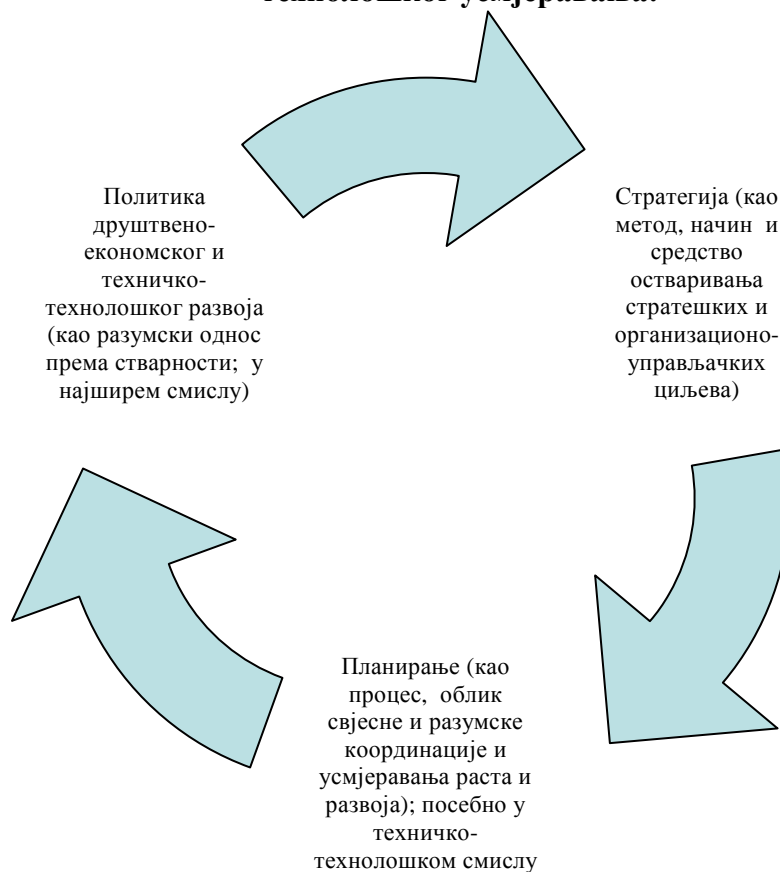 технолошког усмјеравања:
Политика
друштвено-
економског и
техничко-
технолошког развоја
(као разумски однос
према стварности; у
найширем смислу)
Стратегија (као
метод, начин и
средство
остваривања
стратешких и
организационо-
управљачких
циљева)
Планирање (као
процес, облик
свјесне и разумске
координације и
усмјеравања раста и
развоја); посебно у
техничко-
технолошком смислу